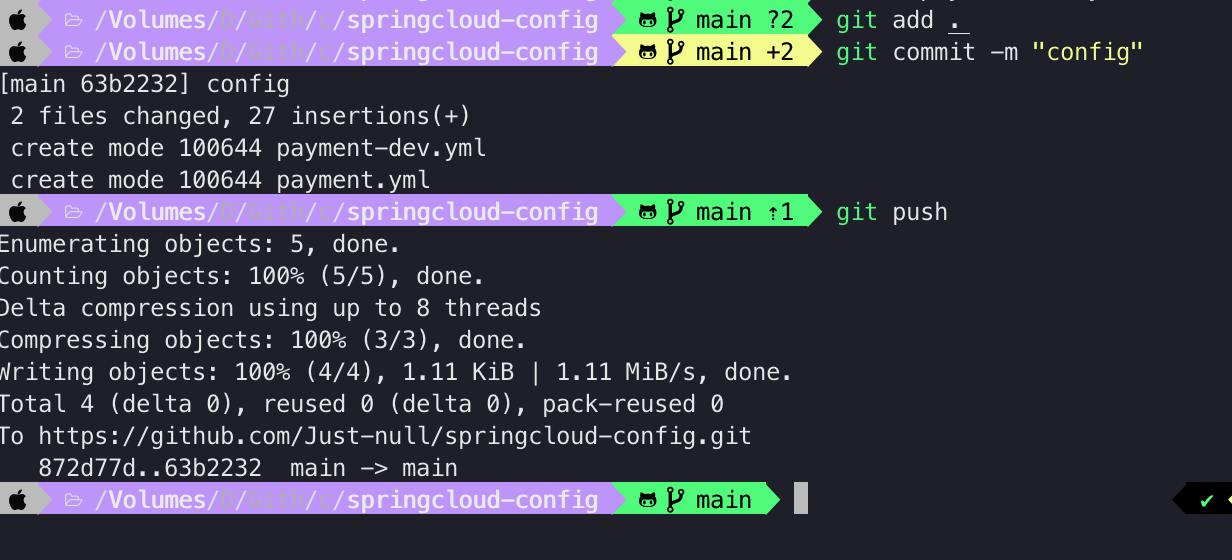 /Volumes/D/Gith/c/springcloud-config main ?2 git add .
/Volumes/D/Gith/c/springcloud-config main +2 git commit -m "config"
[main 63b2232] config
2 files changed, 27 insertions(+)
create mode 100644 payment-dev.yml
create mode 100644 payment.yml
/Volumes/D/Gith/c/springcloud-config main ⇡1 git push
Enumerating objects: 5, done.
Counting objects: 100% (5/5), done.
Delta compression using up to 8 threads
Compressing objects: 100% (3/3), done.
Writing objects: 100% (4/4), 1.11 KiB | 1.11 MiB/s, done.
Total 4 (delta 0), reused 0 (delta 0), pack-reused 0
To https://github.com/Just-null/springcloud-config.git
872d77d..63b2232 main -> main
/Volumes/D/Gith/c/springcloud-config main ✔